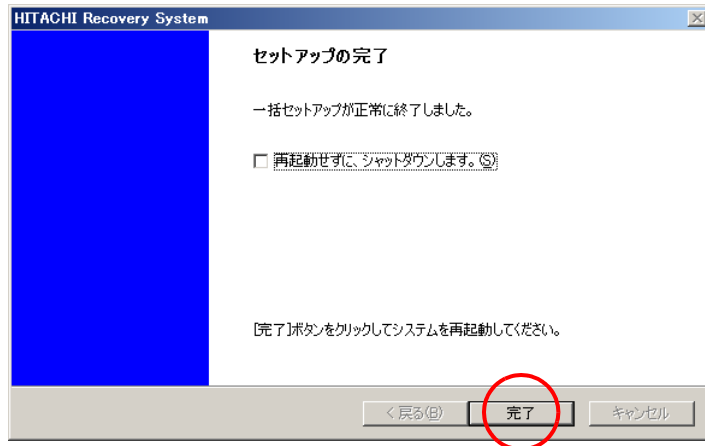 HITACHI Recovery System
セットアップの完了
一括セットアップが正常に終了しました。
再起動せずに、シャットダウンします。(S)
[完了]ボタンをクリックしてシステムを再起動してください。
< 戻る(B) 完了 キャンセル